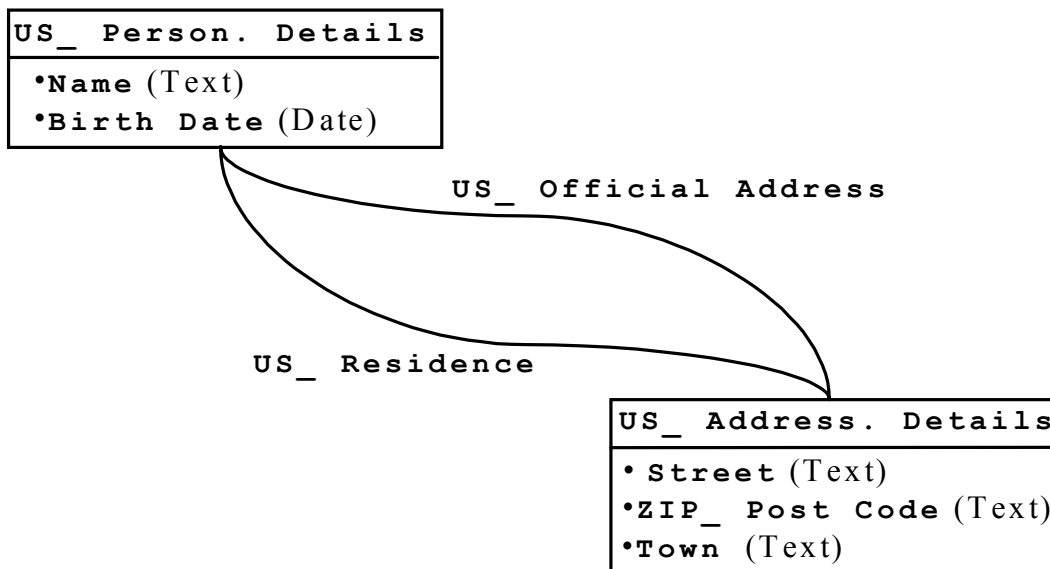 US_ Person. Details
•Name (Text)
•Birth Date (Date)
US_ Official Address
US_ Residence
US_ Address. Details
• Street (Text)
•ZIP_ Post Code (Text)
•Town (Text)